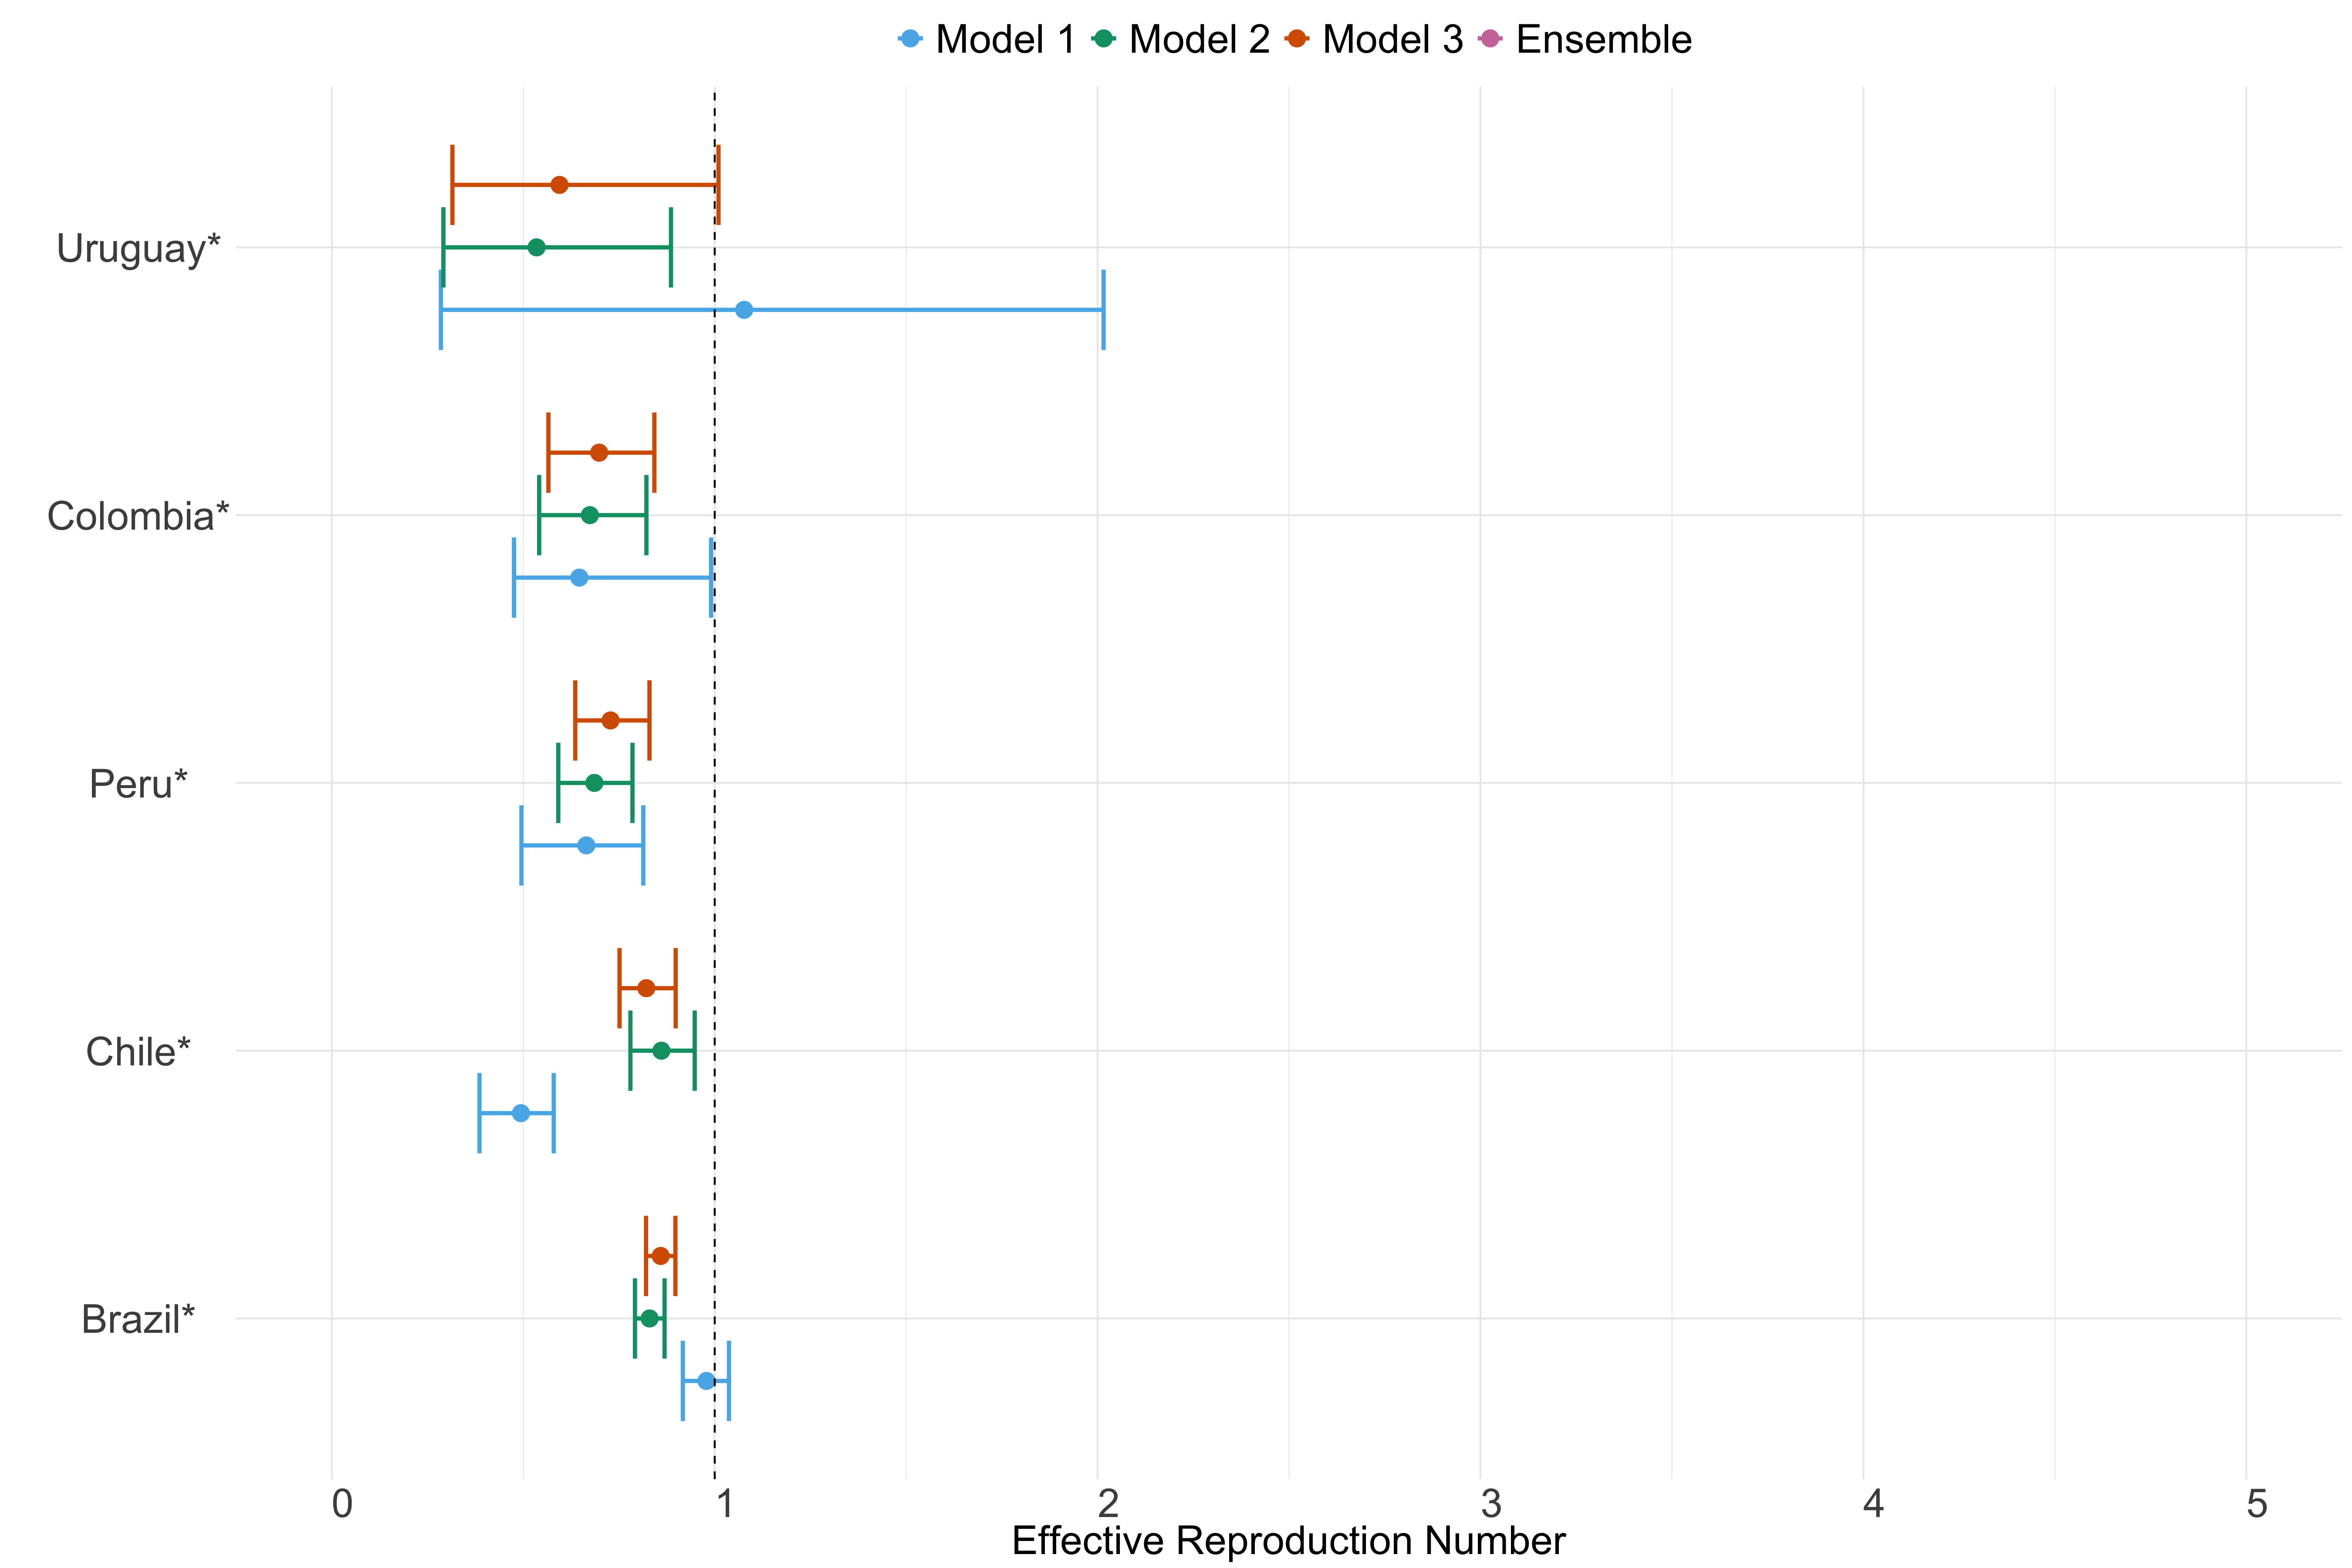 Model 1 Model 2 Model 3 Ensemble
Uruguay*
Colombia*
Peru*
Chile*
Brazil*
0 1 2 3 4 5
Effective Reproduction Number